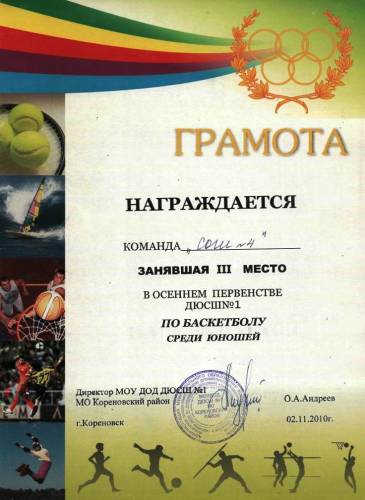 ГРАМОТА
НАГРАЖДАЕТСЯ
КОМАНДА „СОШ №4"
ЗАНЯВШАЯ III МЕСТО
В ОСЕННЕМ ПЕРВЕНСТВЕ
ДЮСШ№1
ПО БАСКЕТБОЛУ
СРЕДИ ЮНОШЕЙ
Директор МОУ ДОД ДЮСШ №1
МО Кореновский район О.А.Андреев
г.Кореновск 02.11.2010г.